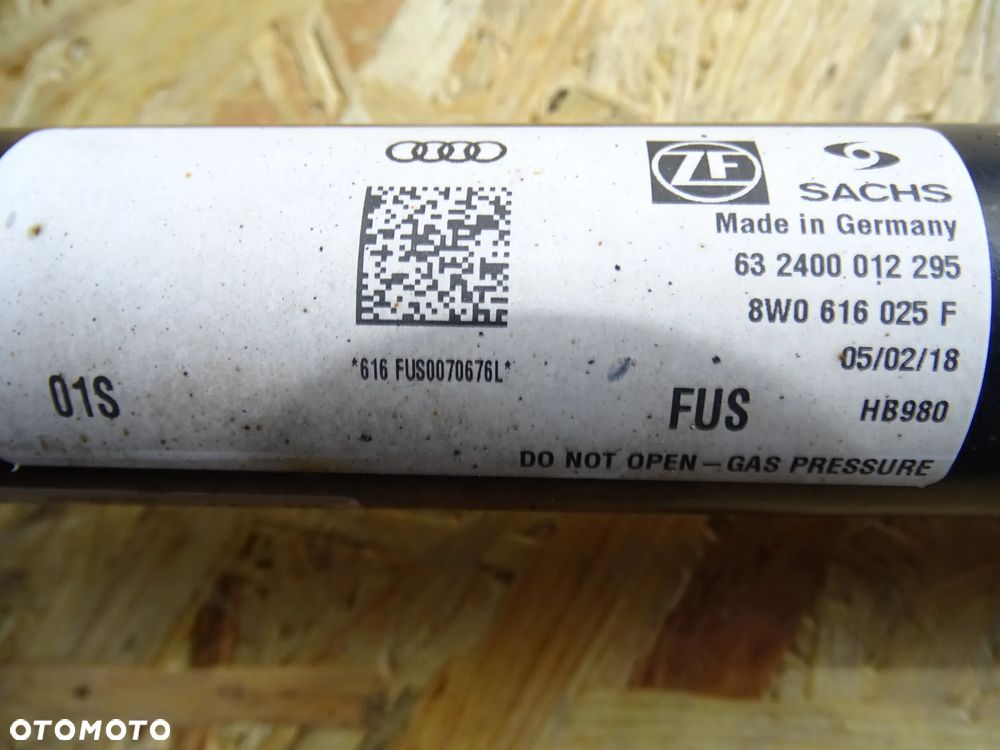 ZF
SACHS
Made in Germany
63 2400 012 295
8W0 616 025 F
05/02/18
*616 FUS0070676L*
01S
FUS
HB980
DO NOT OPEN – GAS PRESSURE
OTOMOTO